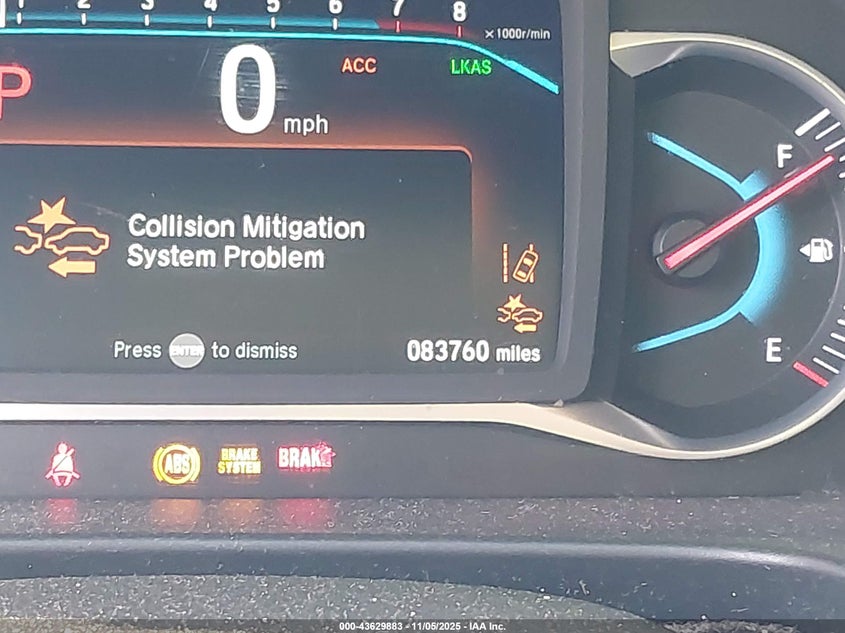 1 2 3 4 5 6 7 8
x1000r/min
P
0 mph
ACC
LKAS
Collision Mitigation
System Problem
Press ENTER to dismiss
083760 miles
F
E
ABS
BRAKE
SYSTEM
BRAKE
000-43629883 - 11/05/2025 - IAA Inc.